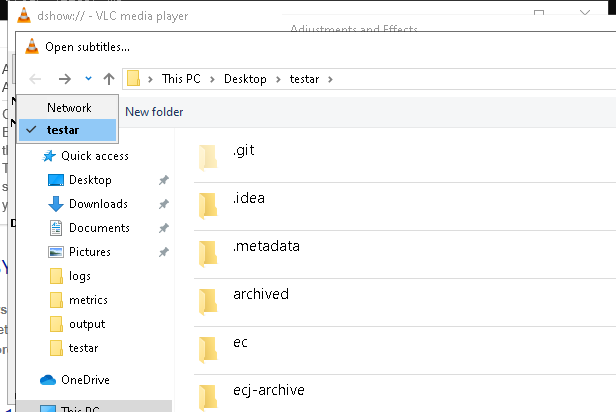 dshow:// - VLC media player
Adjustments and Effects
Open subtitles...
This PC > Desktop > testar >
Network
testar
New folder
Quick access
Desktop
Downloads
Documents
Pictures
logs
metrics
output
testar
OneDrive
This PC
.git
.idea
.metadata
archived
ec
ecj-archive